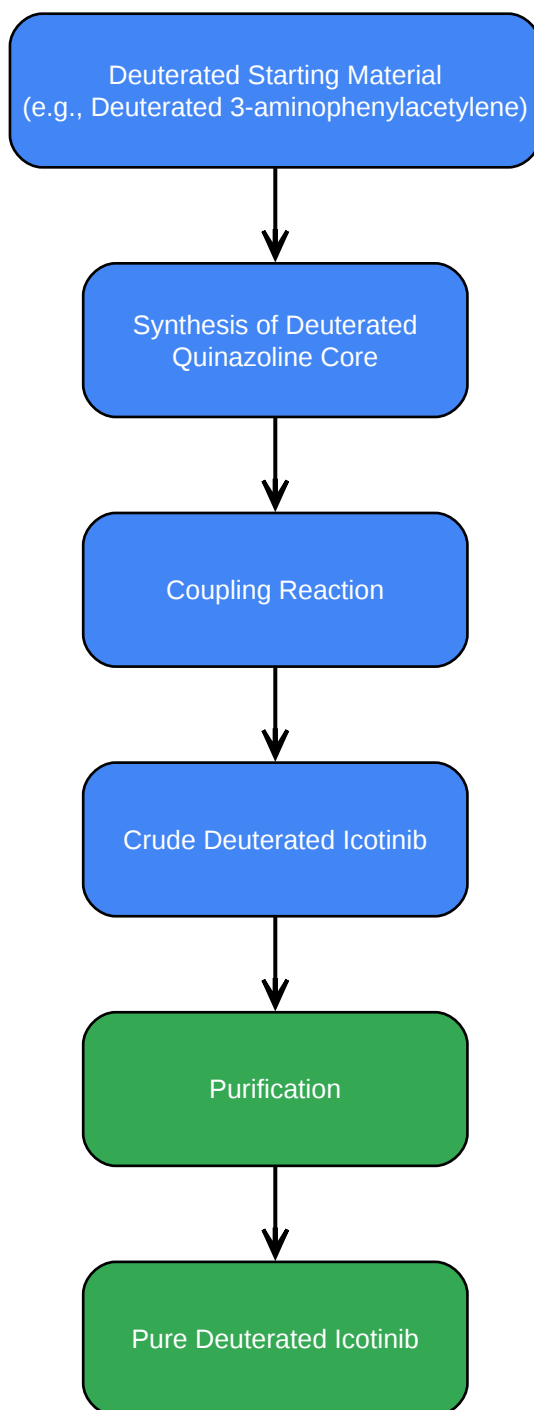 Deuterated Starting Material
(e.g., Deuterated 3-aminophenylacetylene)
Synthesis of Deuterated
Quinazoline Core
Coupling Reaction
Crude Deuterated Icotinib
Purification
Pure Deuterated Icotinib